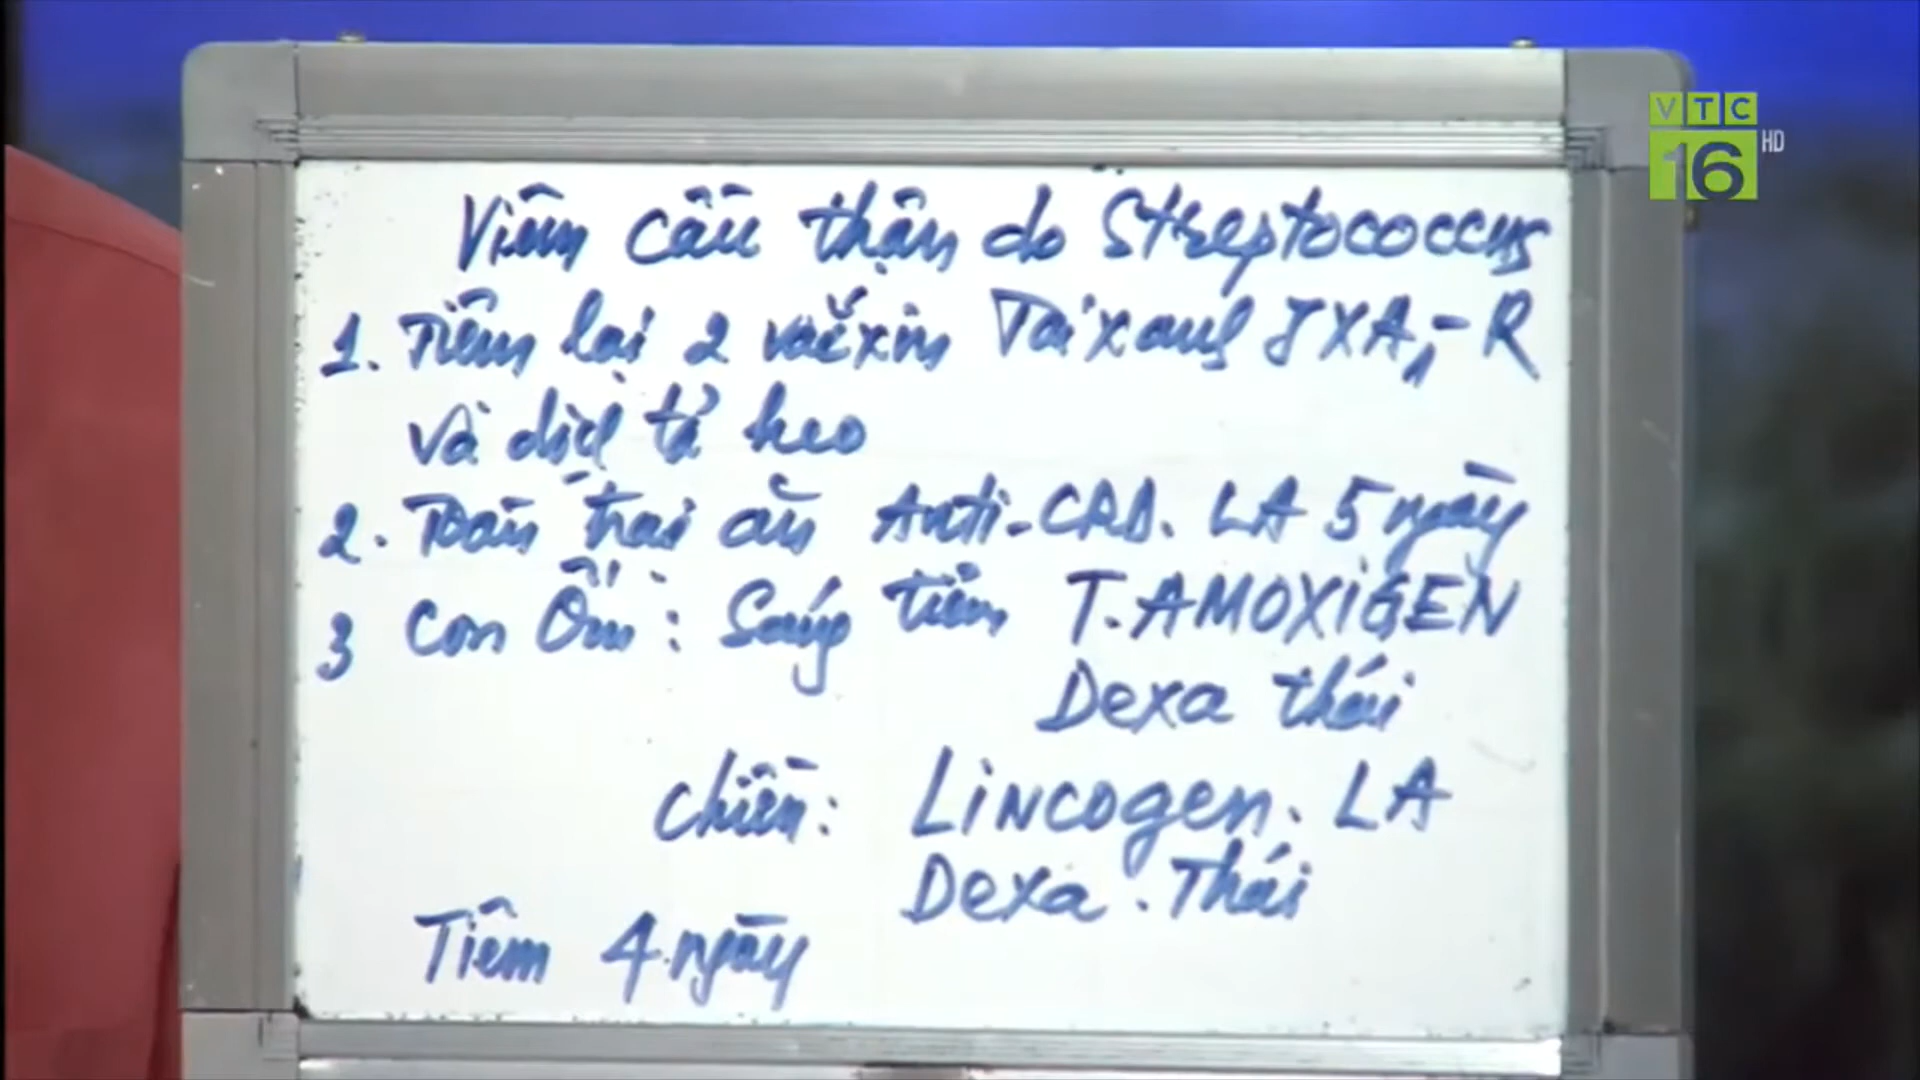 VTC
16 HD
Viêm cầu thận do Streptococcus
1. Tiêm lại 2 vắcxin Tai xanh JXA1-R
và dịch tả heo
2. Toàn trại ăn Anti-CRD. LA 5 ngày
3 Con Ốm: Sáng tiêm T.AMOXIGEN
Dexa thái
Chiều: Lincogen. LA
Dexa. Thái
Tiêm 4 ngày